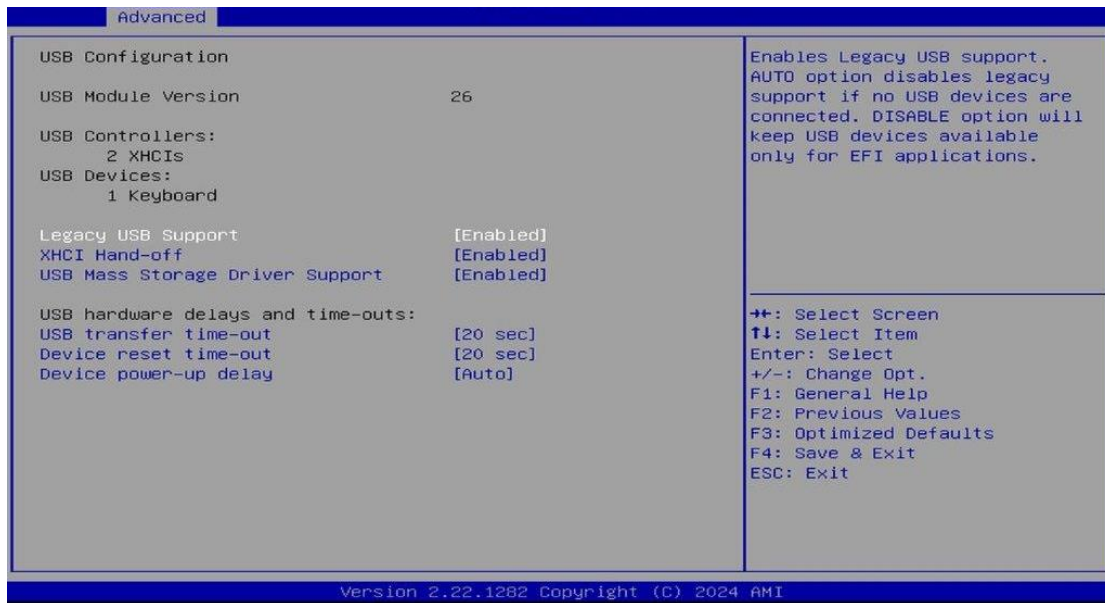 Advanced
USB Configuration
USB Module Version 26
USB Controllers:
2 XHCIs
USB Devices:
1 Keyboard
Legacy USB Support [Enabled]
XHCI Hand-off [Enabled]
USB Mass Storage Driver Support [Enabled]
USB hardware delays and time-outs:
USB transfer time-out [20 sec]
Device reset time-out [20 sec]
Device power-up delay [Auto]
Enables Legacy USB support.
AUTO option disables legacy
support if no USB devices are
connected. DISABLE option will
keep USB devices available
only for EFI applications.
→←: Select Screen
↑↓: Select Item
Enter: Select
+/-: Change Opt.
F1: General Help
F2: Previous Values
F3: Optimized Defaults
F4: Save & Exit
ESC: Exit
Version 2.22.1282 Copyright (C) 2024 AMI